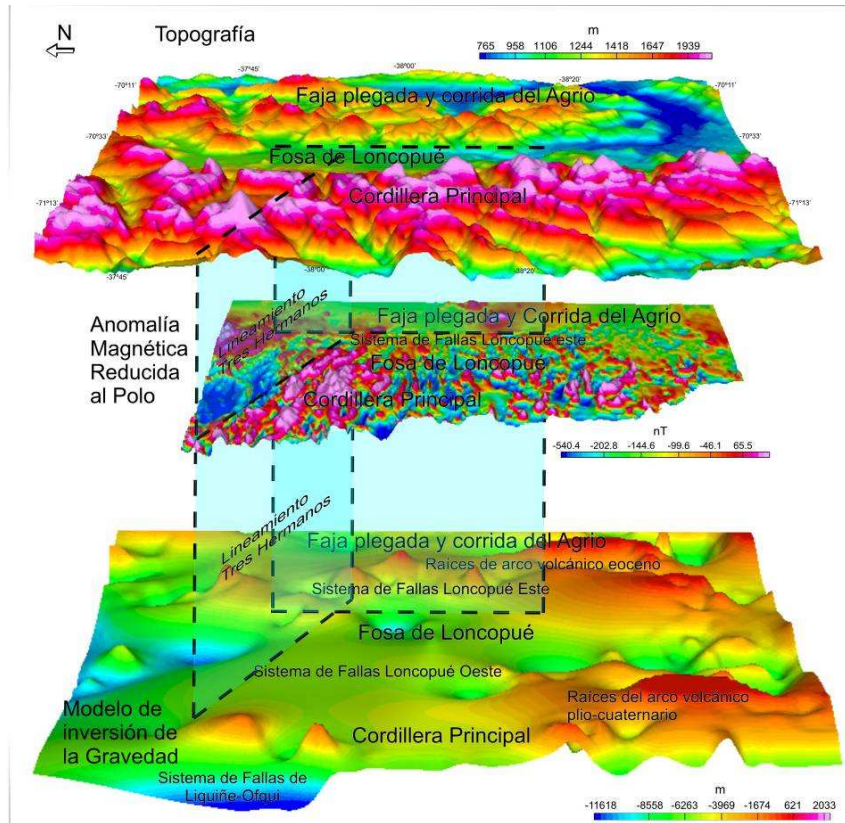 N
Topografía
m
765 958 1106 1244 1418 1647 1939
-37°45'
-38°00'
-38°20'
-70°11'
-70°11'
Faja plegada y corrida del Agrio
-70°33'
-70°33'
Fosa de Loncopué
Cordillera Principal
-71°13'
-71°13'
-37°45'
-38°00'
-38°20'
Anomalía
Magnética
Reducida
al Polo
Lineamiento
Tres Hermanos
Faja plegada y Corrida del Agrio
Sistema de Fallas Loncopué este
Fosa de Loncopué
Cordillera Principal
nT
-540.4 -202.8 -144.6 -99.6 -46.1 65.5
Lineamiento
Tres Hermanos
Faja plegada y corrida del Agrio
Raíces de arco volcánico eoceno
Sistema de Fallas Loncopué Este
Fosa de Loncopué
Sistema de Fallas Loncopué Oeste
Modelo de
inversión de
la Gravedad
Raíces del arco volcánico
plio-cuaternario
Cordillera Principal
Sistema de Fallas de
Liquiñe-Ofqui
m
-11618 -8558 -6263 -3969 -1674 621 2033